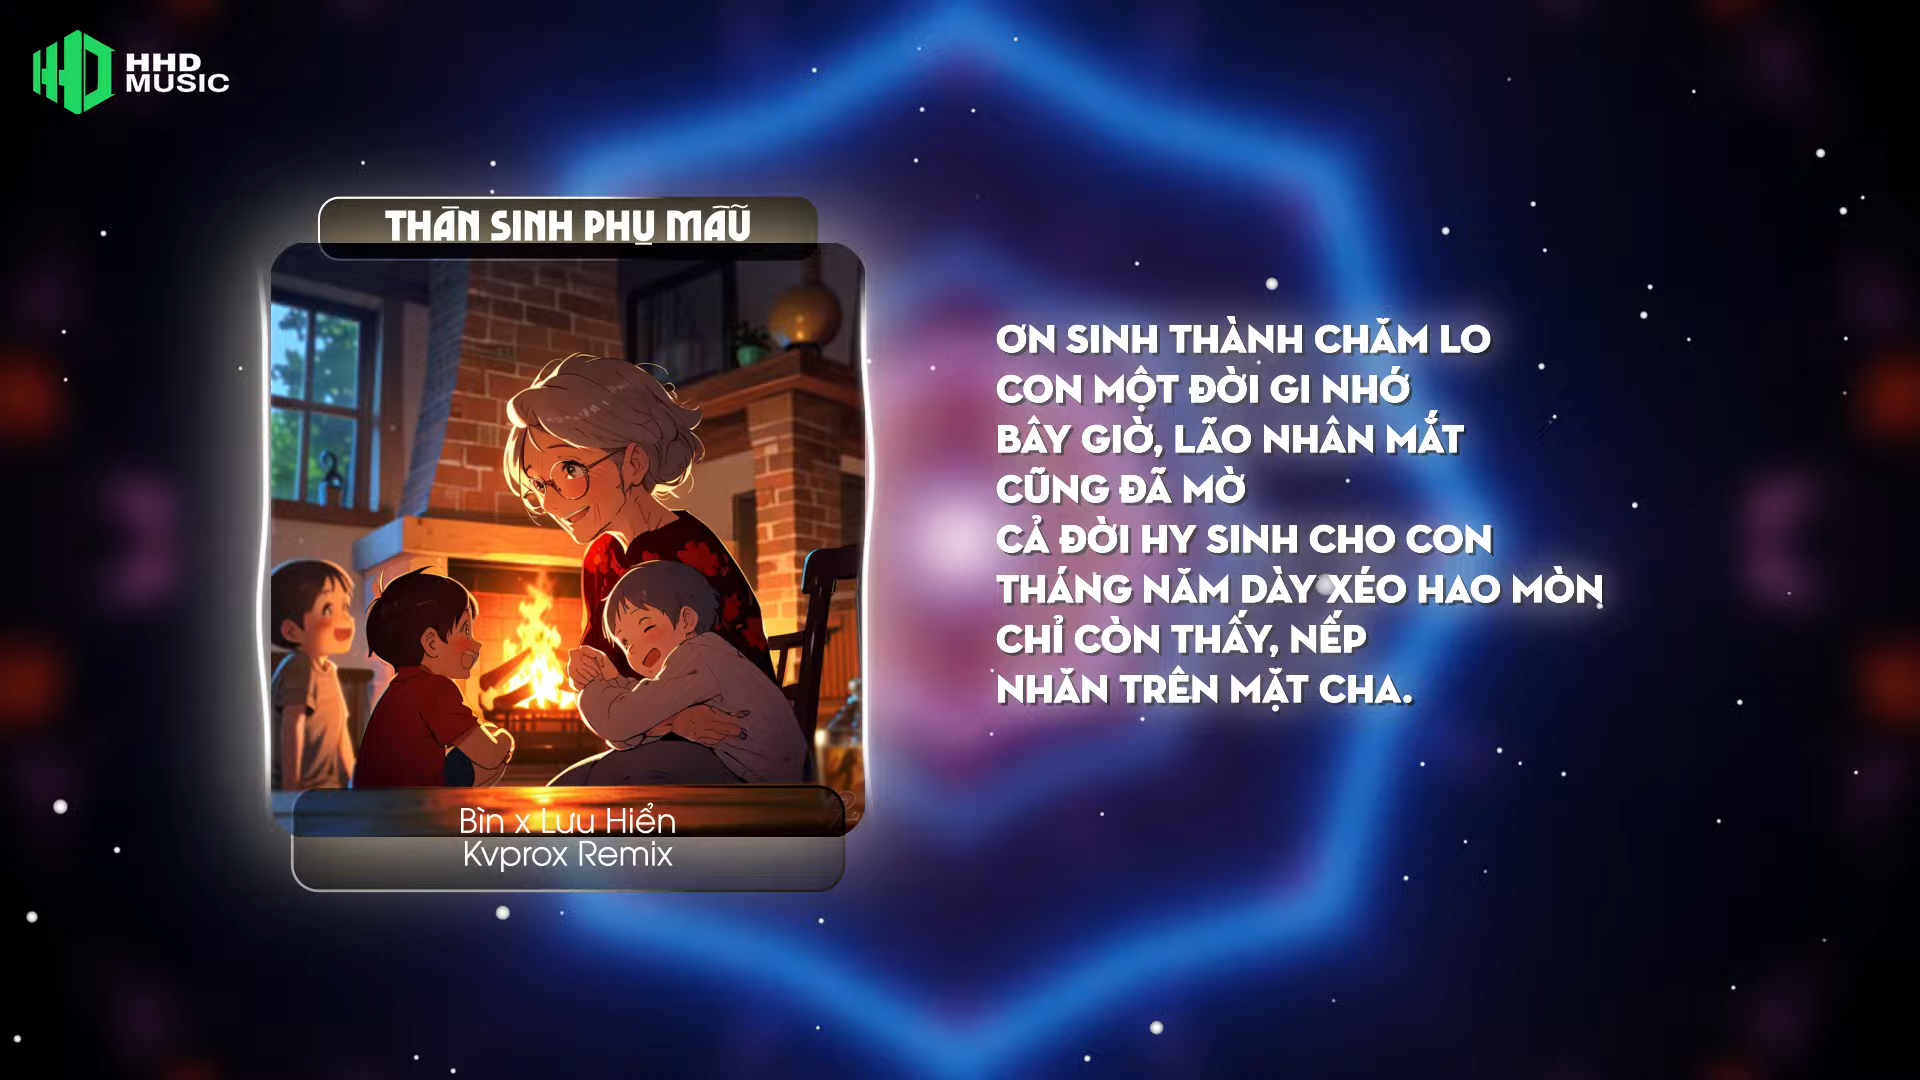 HHD
MUSIC
THÂN SINH PHỤ MẪU
Bìn x Lưu Hiển
Kvprox Remix
ƠN SINH THÀNH CHĂM LO
CON MỘT ĐỜI GI NHỚ
BÂY GIỜ, LÃO NHÂN MẮT
CŨNG ĐÃ MỜ
CẢ ĐỜI HY SINH CHO CON
THÁNG NĂM DÀY XÉO HAO MÒN
CHỈ CÒN THẤY, NẾP
NHĂN TRÊN MẶT CHA.